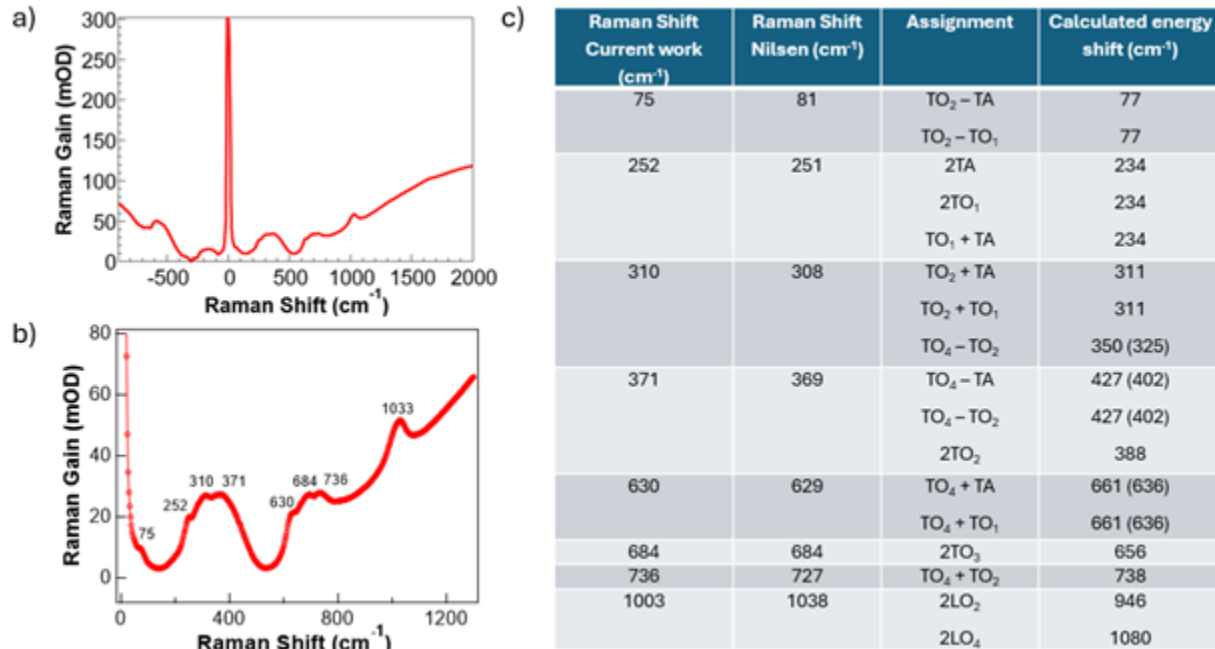 a)
Raman Gain (mOD)
300
250
200
150
100
50
0
-500 0 500 1000 1500 2000
Raman Shift (cm⁻¹)
b)
Raman Gain (mOD)
80
60
40
20
0
75
252
310
371
630
684
736
1033
0 400 800 1200
Raman Shift (cm⁻¹)
c)
Raman Shift Raman Shift Assignment Calculated energy
Current work Nilsen (cm⁻¹) shift (cm⁻¹)
(cm⁻¹)
75 81 TO₂ – TA 77
TO₂ – TO₁ 77
252 251 2TA 234
2TO₁ 234
TO₁ + TA 234
310 308 TO₂ + TA 311
TO₂ + TO₁ 311
TO₄ – TO₂ 350 (325)
371 369 TO₄ – TA 427 (402)
TO₄ – TO₂ 427 (402)
2TO₂ 388
630 629 TO₄ + TA 661 (636)
TO₄ + TO₁ 661 (636)
684 684 2TO₃ 656
736 727 TO₄ + TO₂ 738
1003 1038 2LO₂ 946
2LO₄ 1080